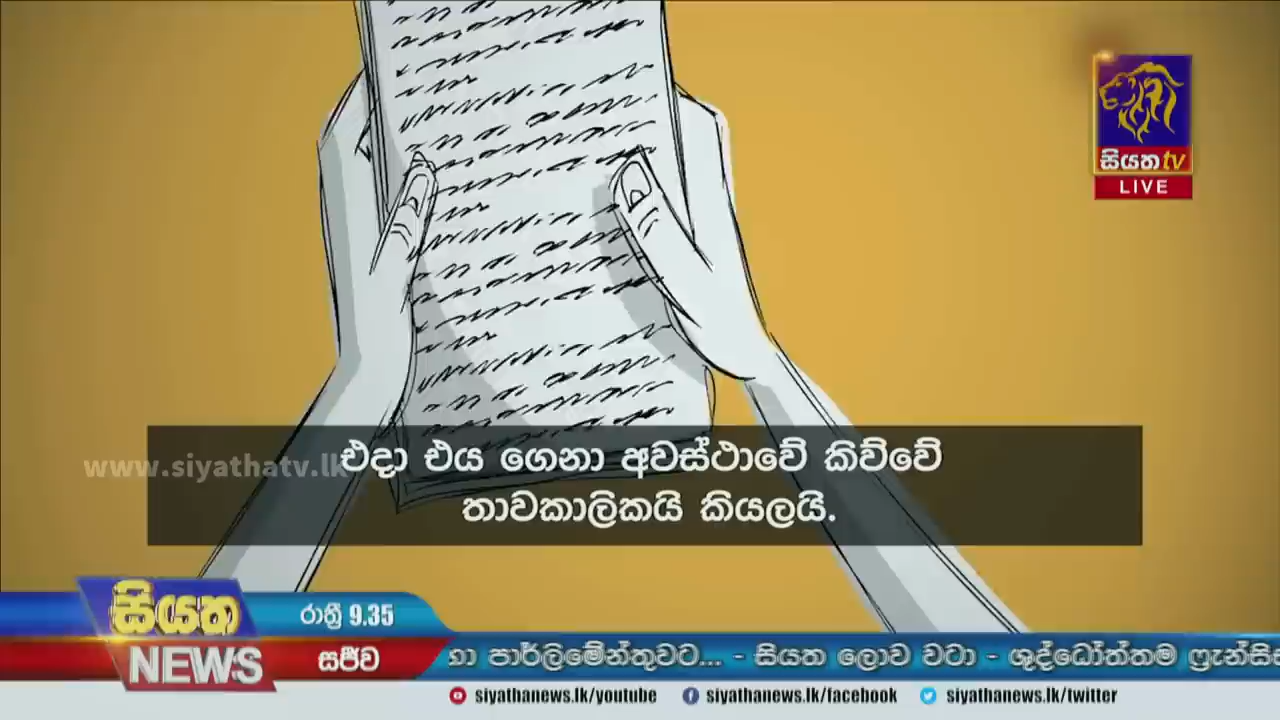 සියත tv
LIVE
www.siyathatv.lk
එදා එය ගෙනා අවස්ථාවේ කිව්වේ
තාවකාලිකයි කියලයි.
සියත
NEWS
රාත්‍රී 9.35
සජීව
හා පාර්ලිමේන්තුවට... - සියත ලොව වටා - ශුද්ධෝත්තම ෆ්‍රැන්සිස්
siyathanews.lk/youtube siyathanews.lk/facebook siyathanews.lk/twitter